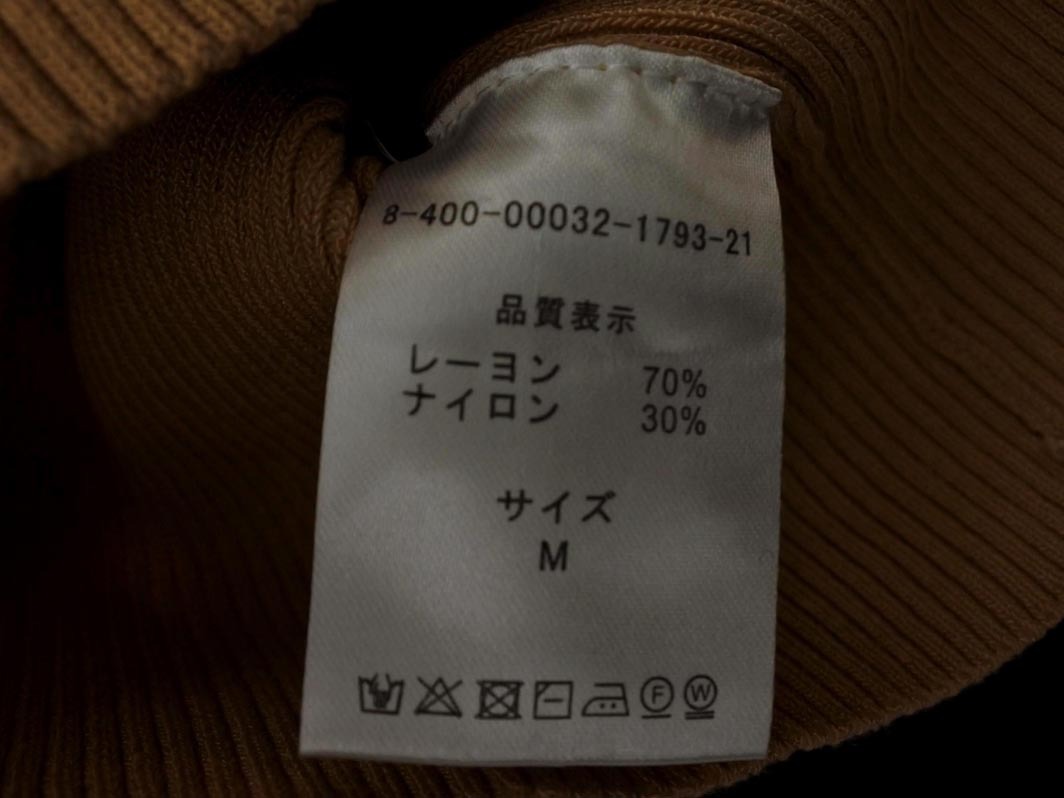 8-400-00032-1793-21
品質表示
レーヨン 70%
ナイロン 30%
サイズ
M
F W